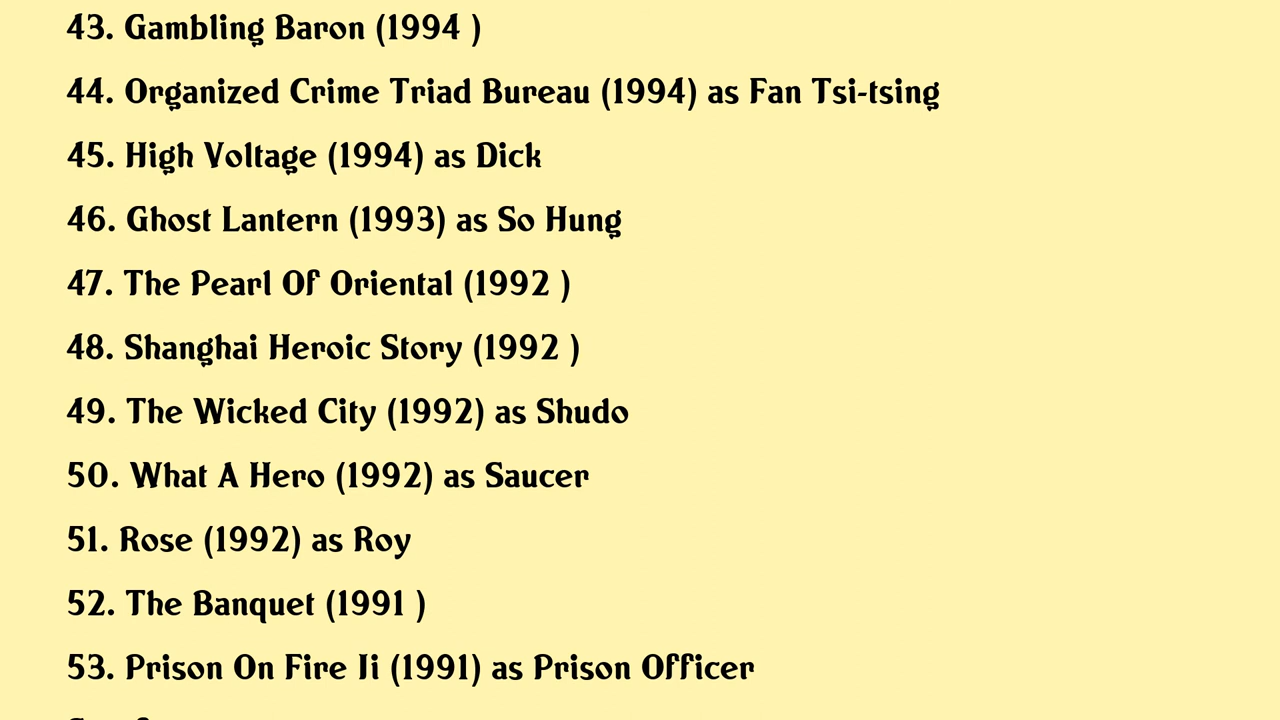 43. Gambling Baron (1994 )
44. Organized Crime Triad Bureau (1994) as Fan Tsi-tsing
45. High Voltage (1994) as Dick
46. Ghost Lantern (1993) as So Hung
47. The Pearl Of Oriental (1992 )
48. Shanghai Heroic Story (1992 )
49. The Wicked City (1992) as Shudo
50. What A Hero (1992) as Saucer
51. Rose (1992) as Roy
52. The Banquet (1991 )
53. Prison On Fire Ii (1991) as Prison Officer